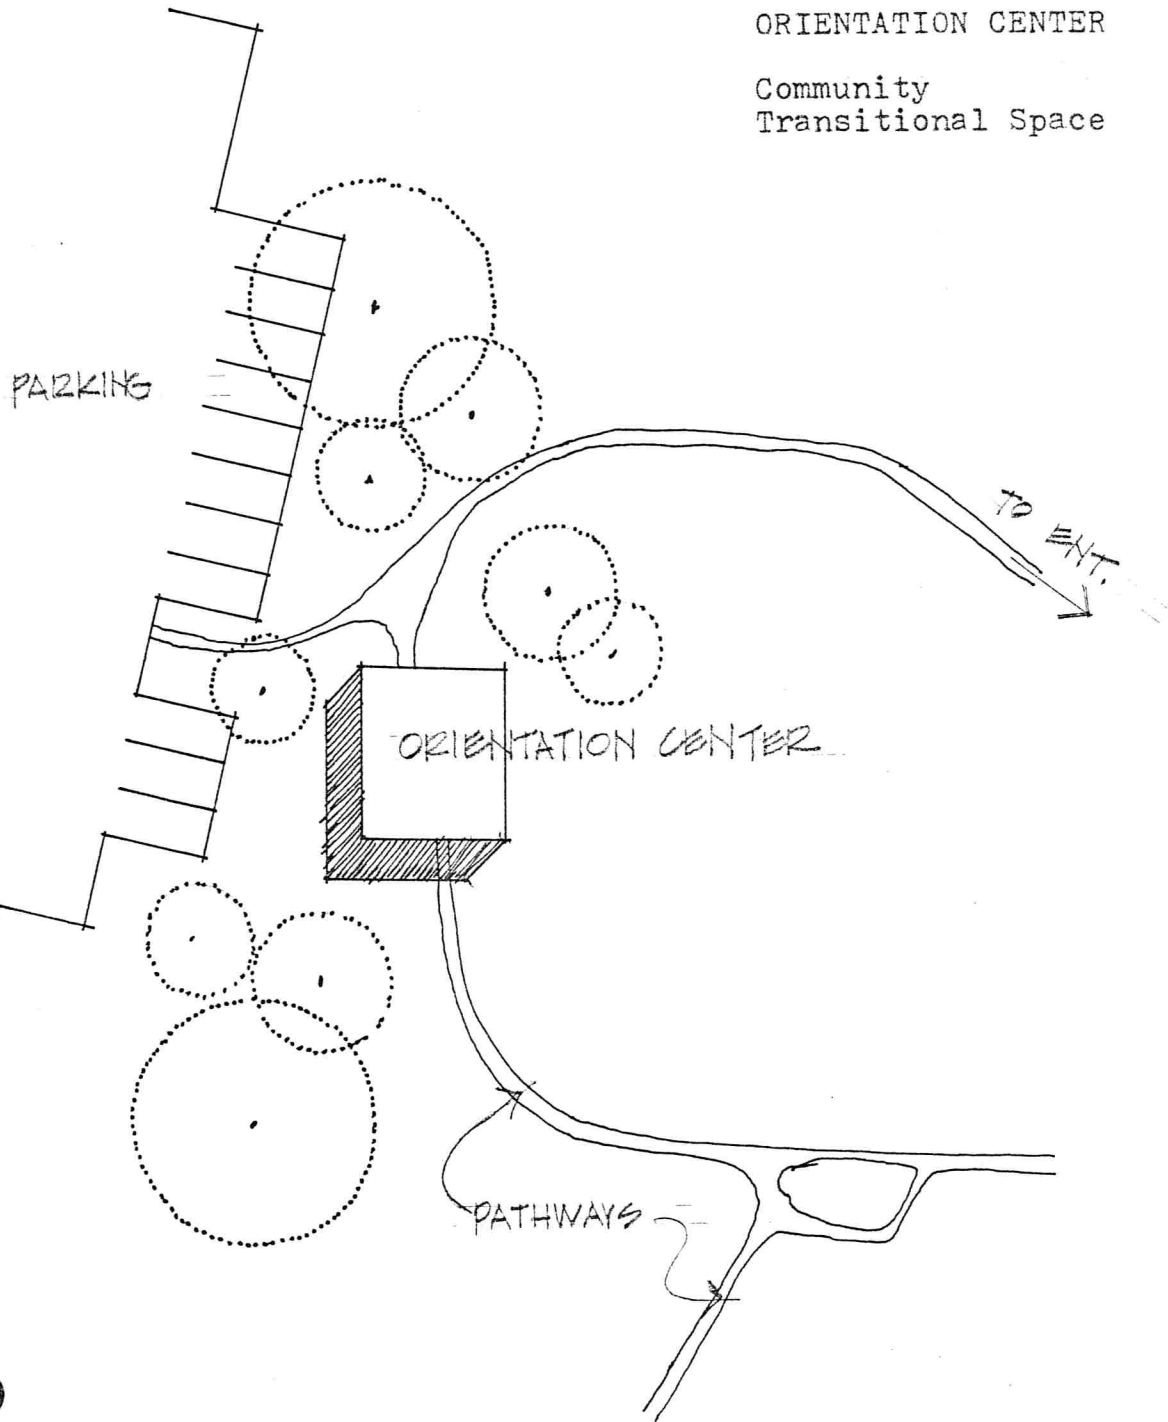 ORIENTATION CENTER
Community
Transitional Space
PARKING
TO ENT.
ORIENTATION CENTER
PATHWAYS